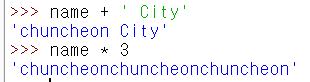 >>> name + ' City'
'chuncheon City'
>>> name * 3
'chuncheonchuncheonchuncheon'